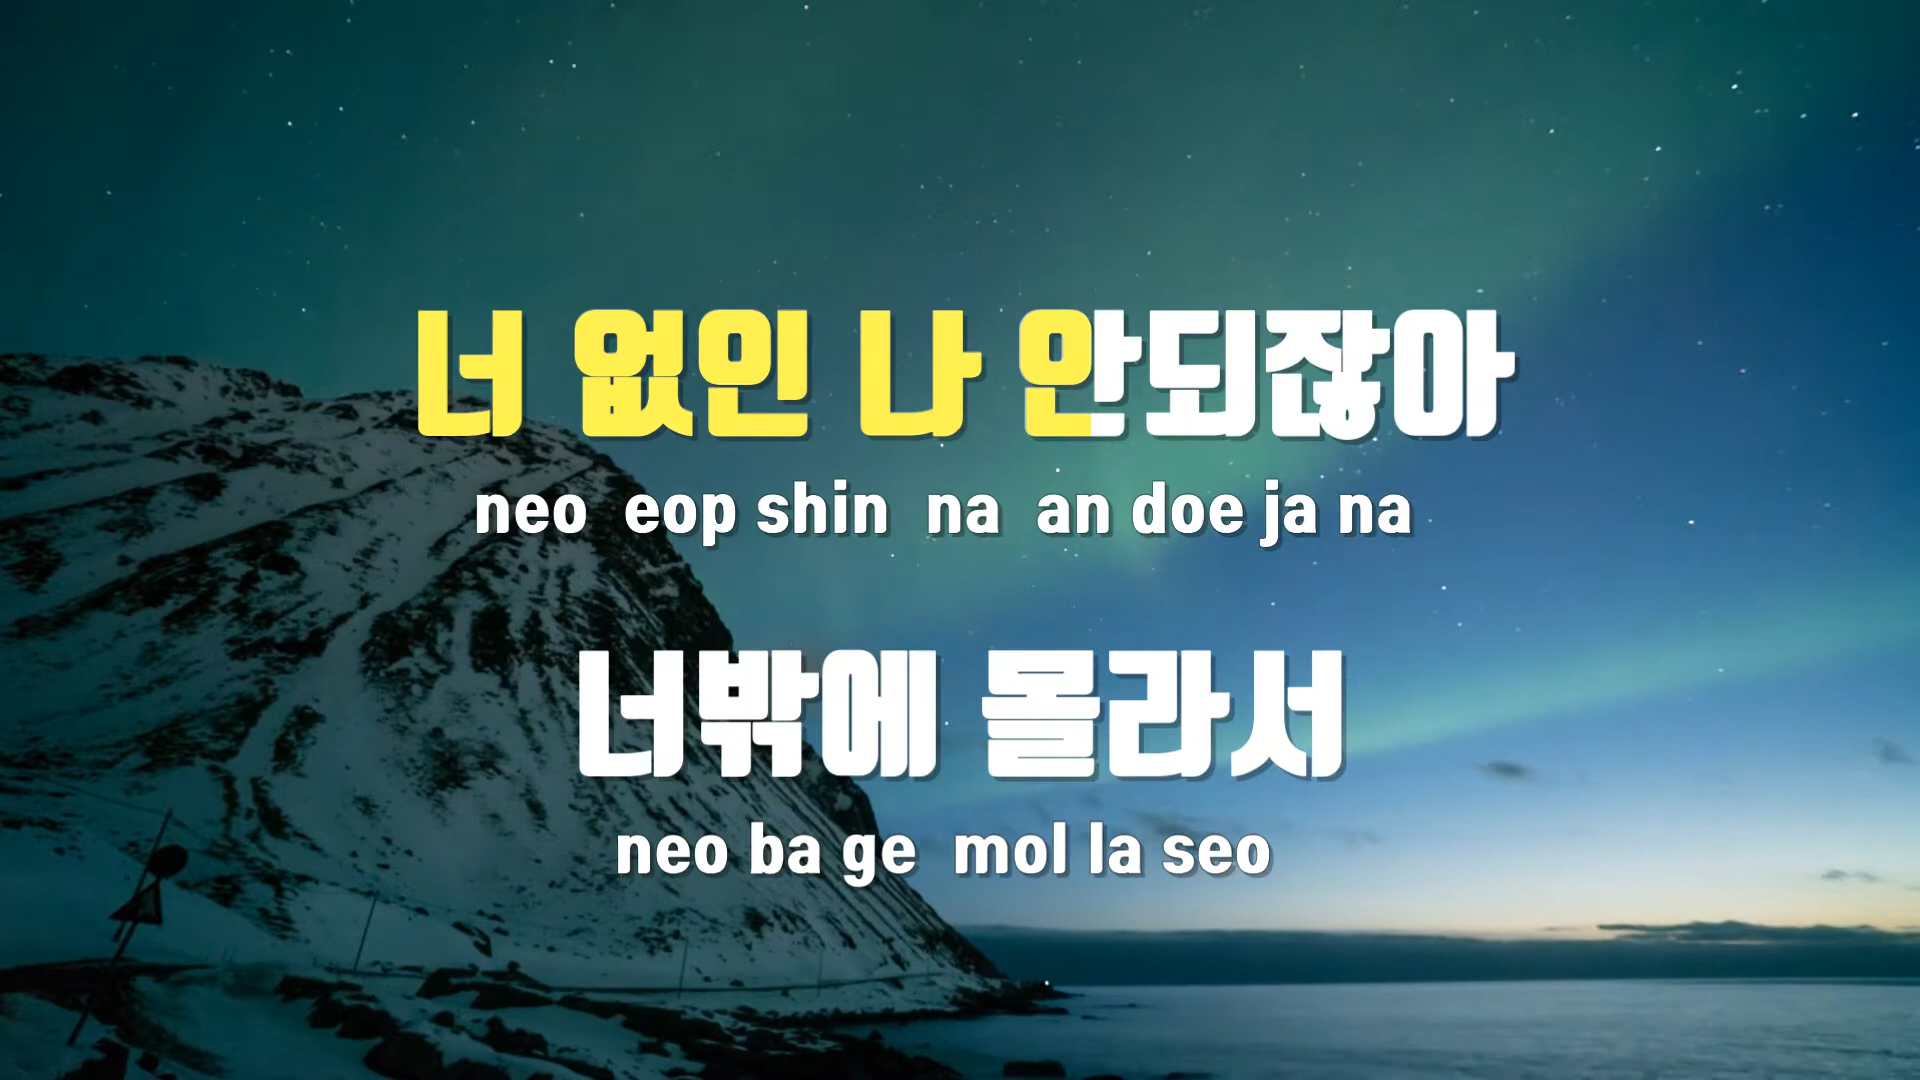 너 없인 나 안되잖아
neo eop shin na an doe ja na
너밖에 몰라서
neo ba ge mol la seo